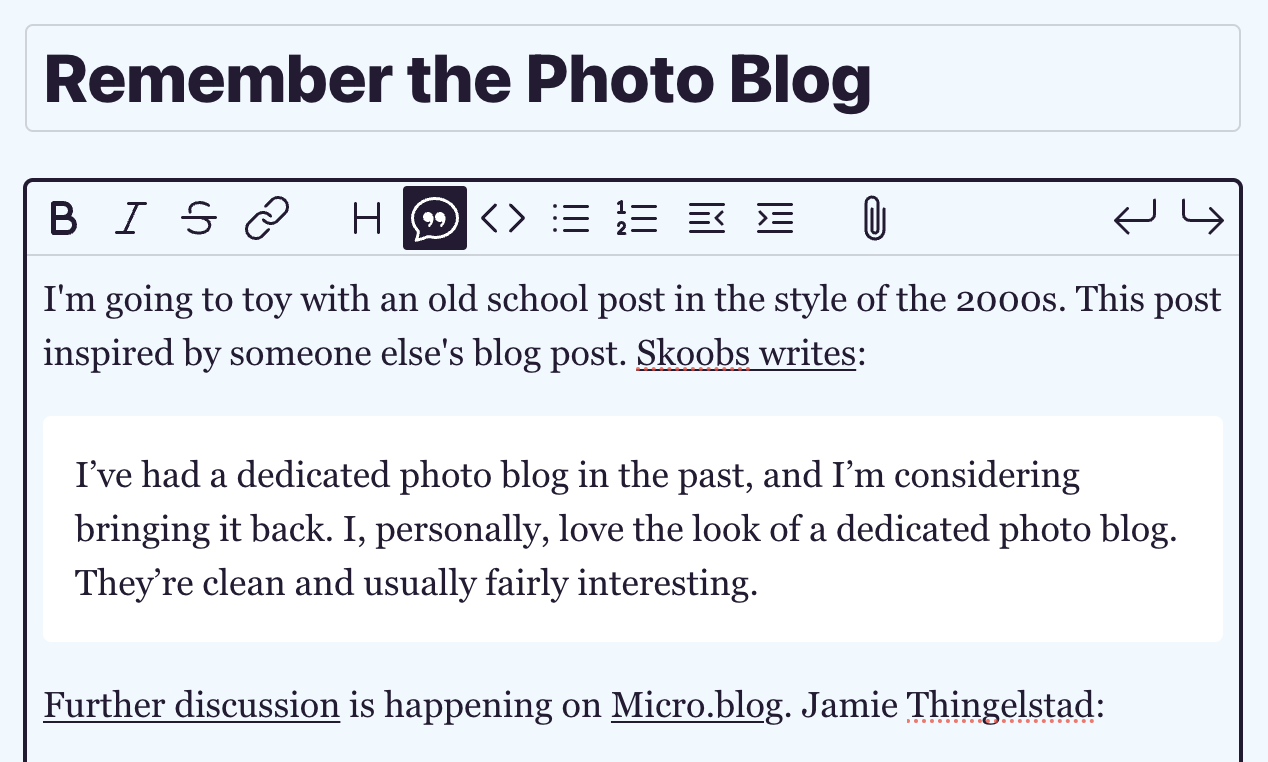 Remember the Photo Blog
B I S H ” <> 1 2
I'm going to toy with an old school post in the style of the 2000s. This post
inspired by someone else's blog post. Skoobs writes:
I’ve had a dedicated photo blog in the past, and I’m considering
bringing it back. I, personally, love the look of a dedicated photo blog.
They’re clean and usually fairly interesting.
Further discussion is happening on Micro.blog. Jamie Thingelstad: